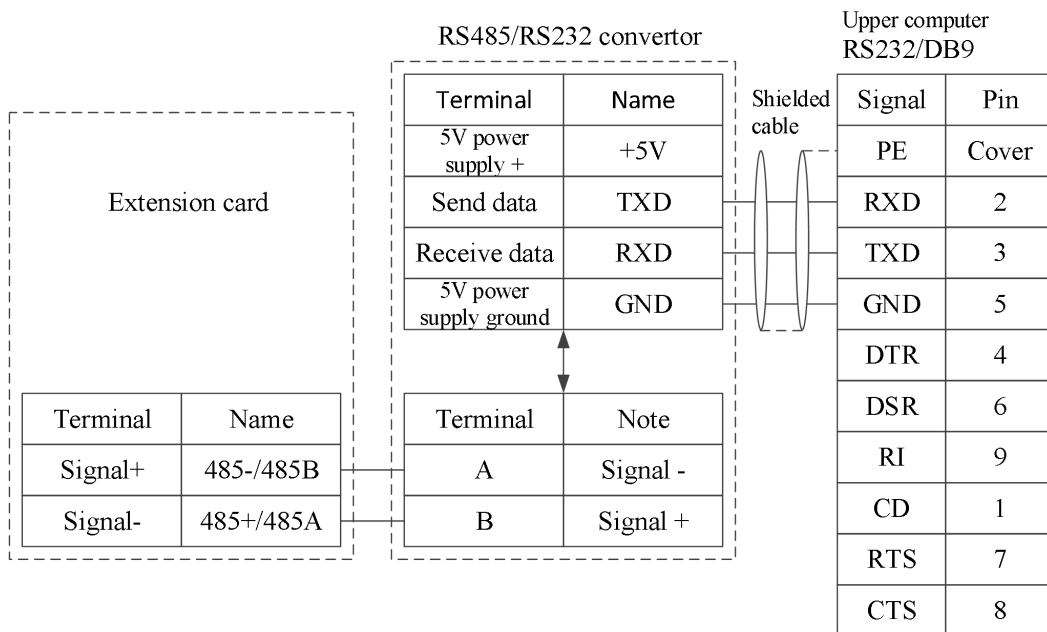 RS485/RS232 convertor
Upper computer
RS232/DB9
Extension card
Terminal Name
Signal+ 485-/485B
Signal- 485+/485A
Terminal Name
5V power
supply + +5V
Send data TXD
Receive data RXD
5V power
supply ground GND
Terminal Note
A Signal -
B Signal +
Shielded
cable
Signal Pin
PE Cover
RXD 2
TXD 3
GND 5
DTR 4
DSR 6
RI 9
CD 1
RTS 7
CTS 8